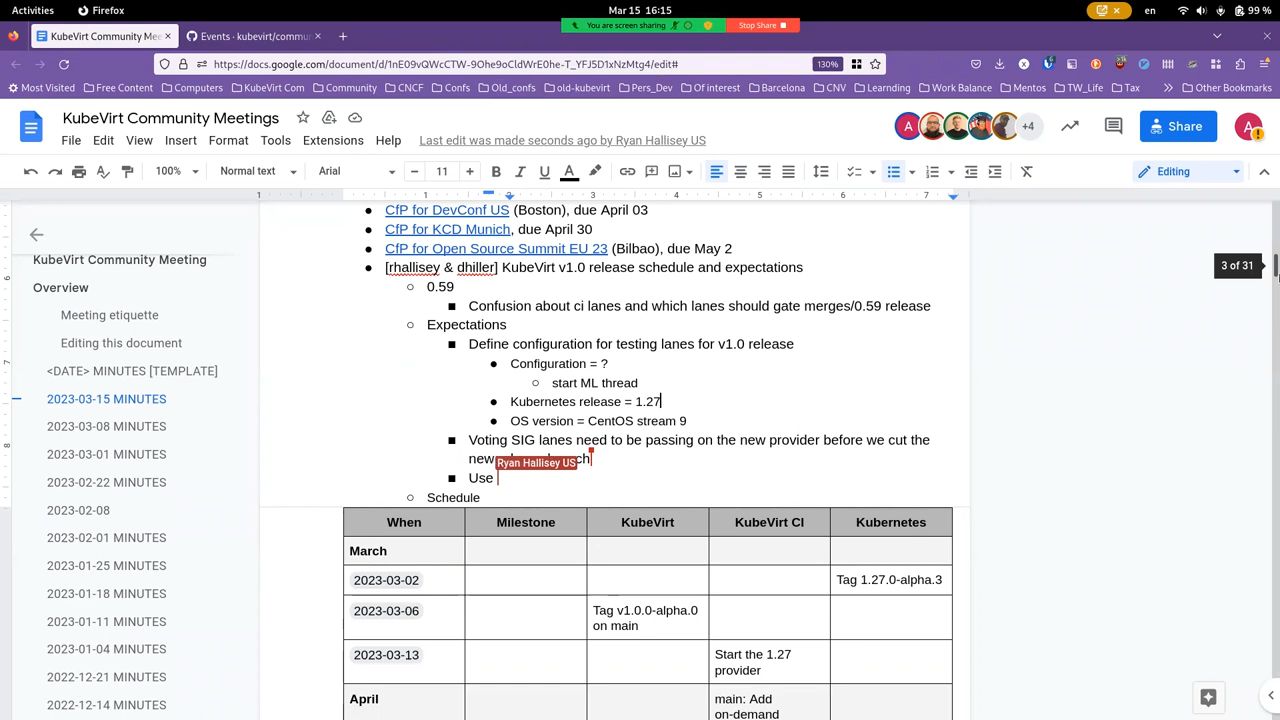 Activities Firefox Mar 15 16:15 en 99 %
You are screen sharing Stop Share
KubeVirt Community Meetings × Events · kubevirt/commun × +
https://docs.google.com/document/d/1nE09vQWcCTW-9Ohe9oCldWrE0he-T_YFJ5D1xNzMtg4/edit# 130%
Most Visited Free Content Computers KubeVirt Com Community CNCF Confs Old_confs old-kubevirt Pers_Dev Of interest Barcelona CNV Learnding Work Balance Mentos TW_Life Tax >> Other Bookmarks
KubeVirt Community Meetings
A +4 Share A
File Edit View Insert Format Tools Extensions Help Last edit was made seconds ago by Ryan Hallisey US
100% Normal text Arial − 11 + B I U A Editing
1 1 2 3 4 5 6 7
KubeVirt Community Meeting
Overview
Meeting etiquette
Editing this document
<DATE> MINUTES [TEMPLATE]
2023-03-15 MINUTES
2023-03-08 MINUTES
2023-03-01 MINUTES
2023-02-22 MINUTES
2023-02-08
2023-02-01 MINUTES
2023-01-25 MINUTES
2023-01-18 MINUTES
2023-01-11 MINUTES
2023-01-04 MINUTES
2022-12-21 MINUTES
2022-12-14 MINUTES
6
7
8
● CfP for DevConf US (Boston), due April 03
● CfP for KCD Munich, due April 30
● CfP for Open Source Summit EU 23 (Bilbao), due May 2
● [rhallisey & dhiller] KubeVirt v1.0 release schedule and expectations
○ 0.59
■ Confusion about ci lanes and which lanes should gate merges/0.59 release
○ Expectations
■ Define configuration for testing lanes for v1.0 release
● Configuration = ?
○ start ML thread
● Kubernetes release = 1.27
● OS version = CentOS stream 9
■ Voting SIG lanes need to be passing on the new provider before we cut the
new
Ryan Hallisey US
■ Use
○ Schedule
When Milestone KubeVirt KubeVirt CI Kubernetes
March
2023-03-02 Tag 1.27.0-alpha.3
2023-03-06 Tag v1.0.0-alpha.0
on main
2023-03-13 Start the 1.27
provider
April main: Add
on-demand
3 of 31